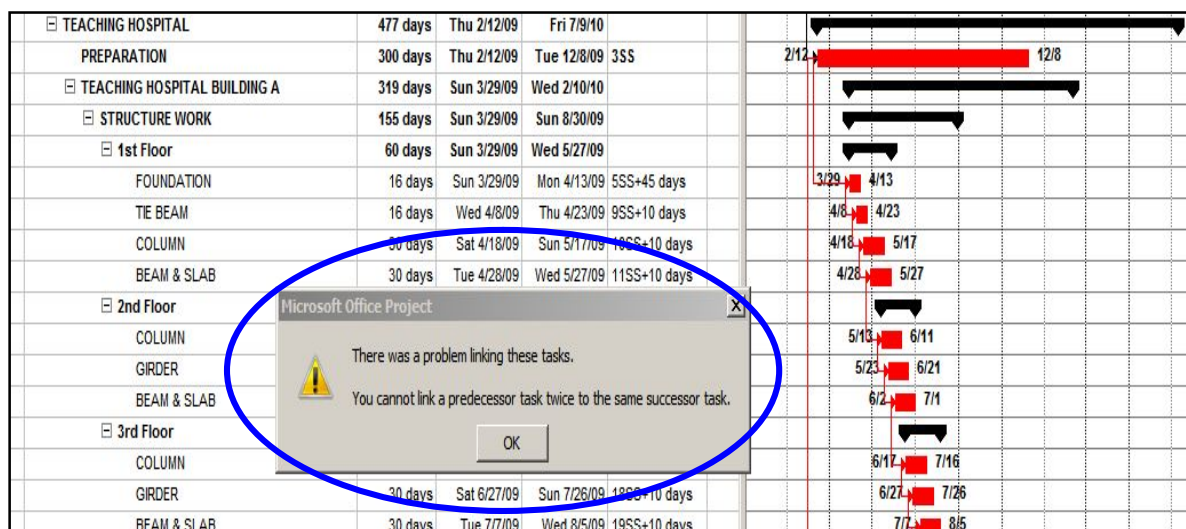 TEACHING HOSPITAL 477 days Thu 2/12/09 Fri 7/9/10
PREPARATION 300 days Thu 2/12/09 Tue 12/8/09 3SS 2/12 12/8
TEACHING HOSPITAL BUILDING A 319 days Sun 3/29/09 Wed 2/10/10
STRUCTURE WORK 155 days Sun 3/29/09 Sun 8/30/09
1st Floor 60 days Sun 3/29/09 Wed 5/27/09
FOUNDATION 16 days Sun 3/29/09 Mon 4/13/09 5SS+45 days 3/29 4/13
TIE BEAM 16 days Wed 4/8/09 Thu 4/23/09 9SS+10 days 4/8 4/23
COLUMN 30 days Sat 4/18/09 Sun 5/17/09 10SS+10 days 4/18 5/17
BEAM & SLAB 30 days Tue 4/28/09 Wed 5/27/09 11SS+10 days 4/28 5/27
2nd Floor
Microsoft Office Project
COLUMN 5/13 6/11
There was a problem linking these tasks.
GIRDER 5/23 6/21
You cannot link a predecessor task twice to the same successor task.
BEAM & SLAB 6/2 7/1
3rd Floor
OK
COLUMN 6/17 7/16
GIRDER 30 days Sat 6/27/09 Sun 7/26/09 18SS+10 days 6/27 7/26
BEAM & SLAB 30 days Tue 7/7/09 Wed 8/5/09 19SS+10 days 7/7 8/5